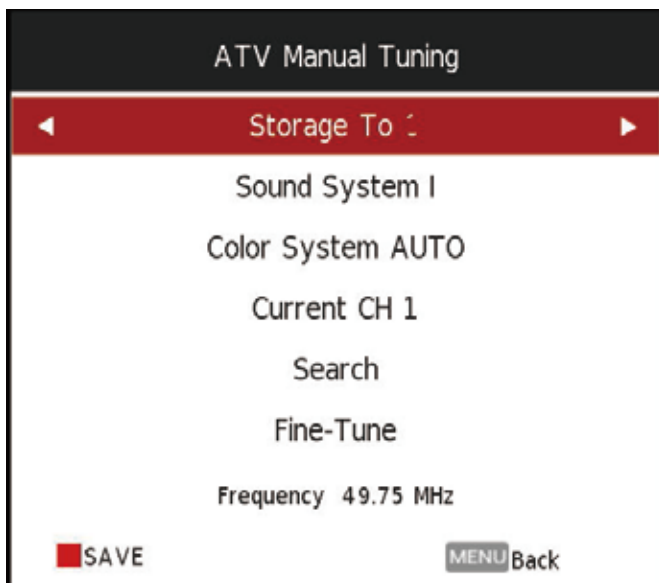 ATV Manual Tuning
Storage To
Sound System I
Color System AUTO
Current CH 1
Search
Fine-Tune
Frequency 49.75 MHz
SAVE MENU Back